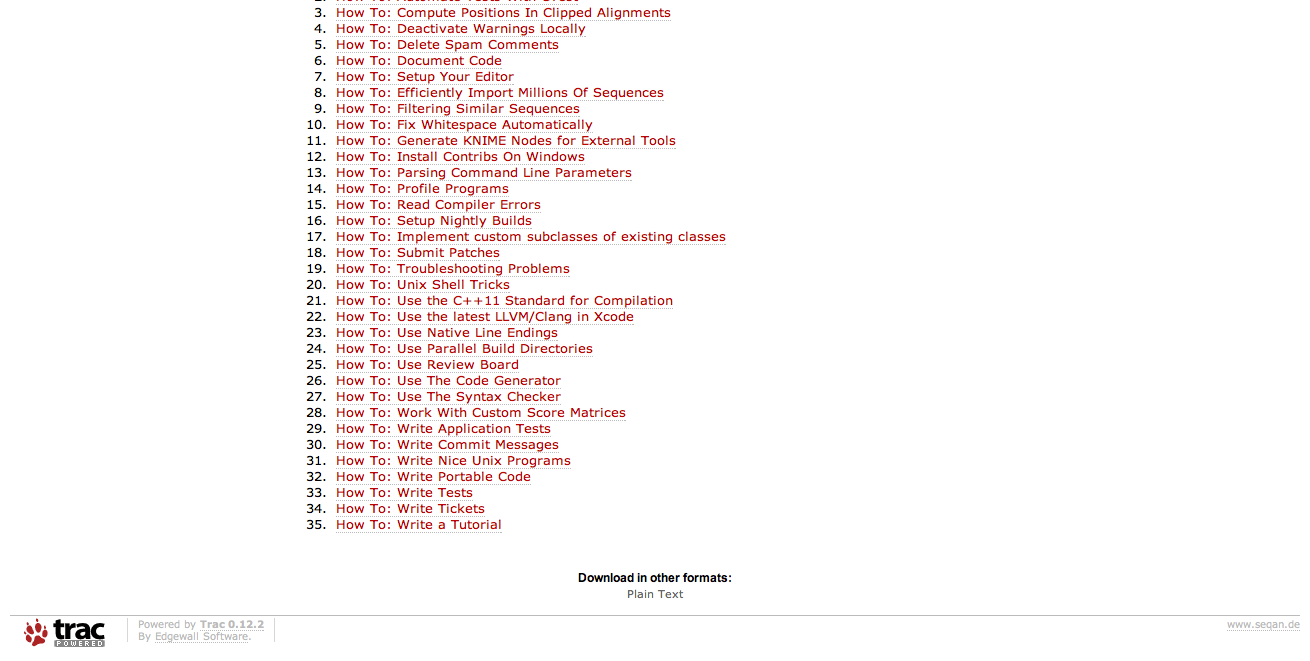 3. How To: Compute Positions In Clipped Alignments
4. How To: Deactivate Warnings Locally
5. How To: Delete Spam Comments
6. How To: Document Code
7. How To: Setup Your Editor
8. How To: Efficiently Import Millions Of Sequences
9. How To: Filtering Similar Sequences
10. How To: Fix Whitespace Automatically
11. How To: Generate KNIME Nodes for External Tools
12. How To: Install Contribs On Windows
13. How To: Parsing Command Line Parameters
14. How To: Profile Programs
15. How To: Read Compiler Errors
16. How To: Setup Nightly Builds
17. How To: Implement custom subclasses of existing classes
18. How To: Submit Patches
19. How To: Troubleshooting Problems
20. How To: Unix Shell Tricks
21. How To: Use the C++11 Standard for Compilation
22. How To: Use the latest LLVM/Clang in Xcode
23. How To: Use Native Line Endings
24. How To: Use Parallel Build Directories
25. How To: Use Review Board
26. How To: Use The Code Generator
27. How To: Use The Syntax Checker
28. How To: Work With Custom Score Matrices
29. How To: Write Application Tests
30. How To: Write Commit Messages
31. How To: Write Nice Unix Programs
32. How To: Write Portable Code
33. How To: Write Tests
34. How To: Write Tickets
35. How To: Write a Tutorial
Download in other formats:
Plain Text
trac
POWERED
Powered by Trac 0.12.2
By Edgewall Software.
www.seqan.de